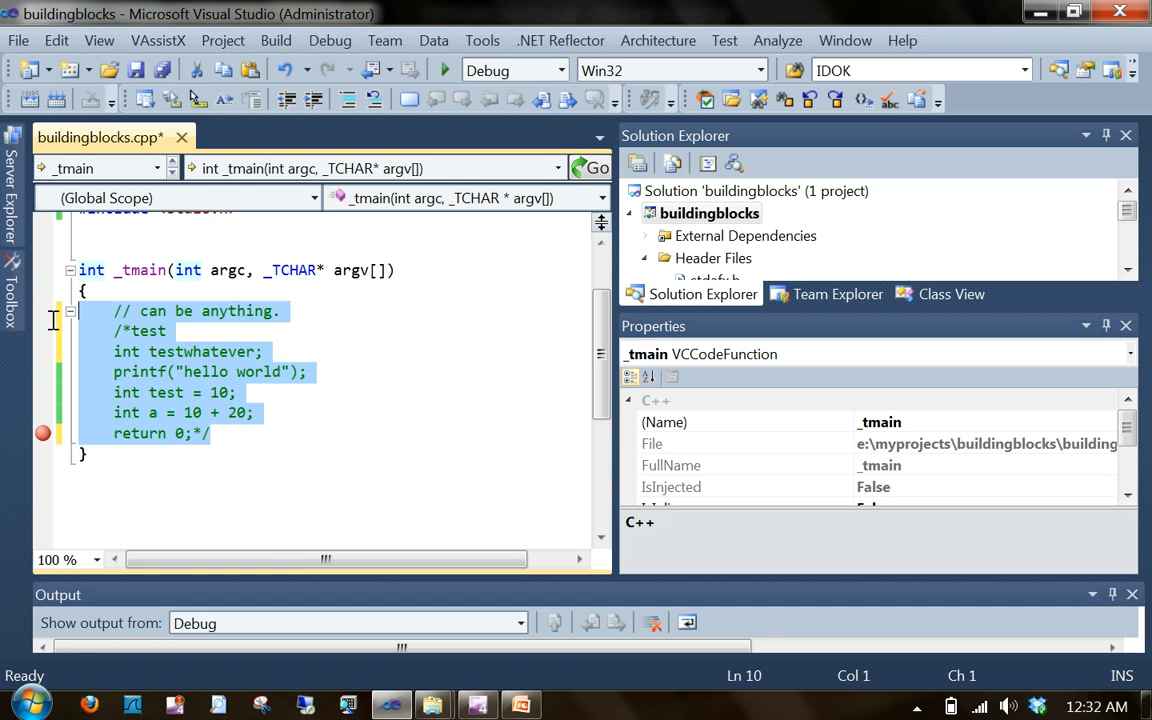 buildingblocks - Microsoft Visual Studio (Administrator)
File Edit View VAssistX Project Build Debug Team Data Tools .NET Reflector Architecture Test Analyze Window Help
Debug Win32 IDOK
buildingblocks.cpp*
_tmain int _tmain(int argc, _TCHAR* argv[]) Go
(Global Scope) _tmain(int argc, _TCHAR * argv[])
int _tmain(int argc, _TCHAR* argv[])
{
// can be anything.
/*test
int testwhatever;
printf("hello world");
int test = 10;
int a = 10 + 20;
return 0;*/
}
100 %
Server Explorer
Toolbox
Solution Explorer
Solution 'buildingblocks' (1 project)
buildingblocks
External Dependencies
Header Files
Solution Explorer Team Explorer Class View
Properties
_tmain VCCodeFunction
C++
(Name) _tmain
File e:\myprojects\buildingblocks\building
FullName _tmain
IsInjected False
C++
Output
Show output from: Debug
Ready Ln 10 Col 1 Ch 1 INS
12:32 AM